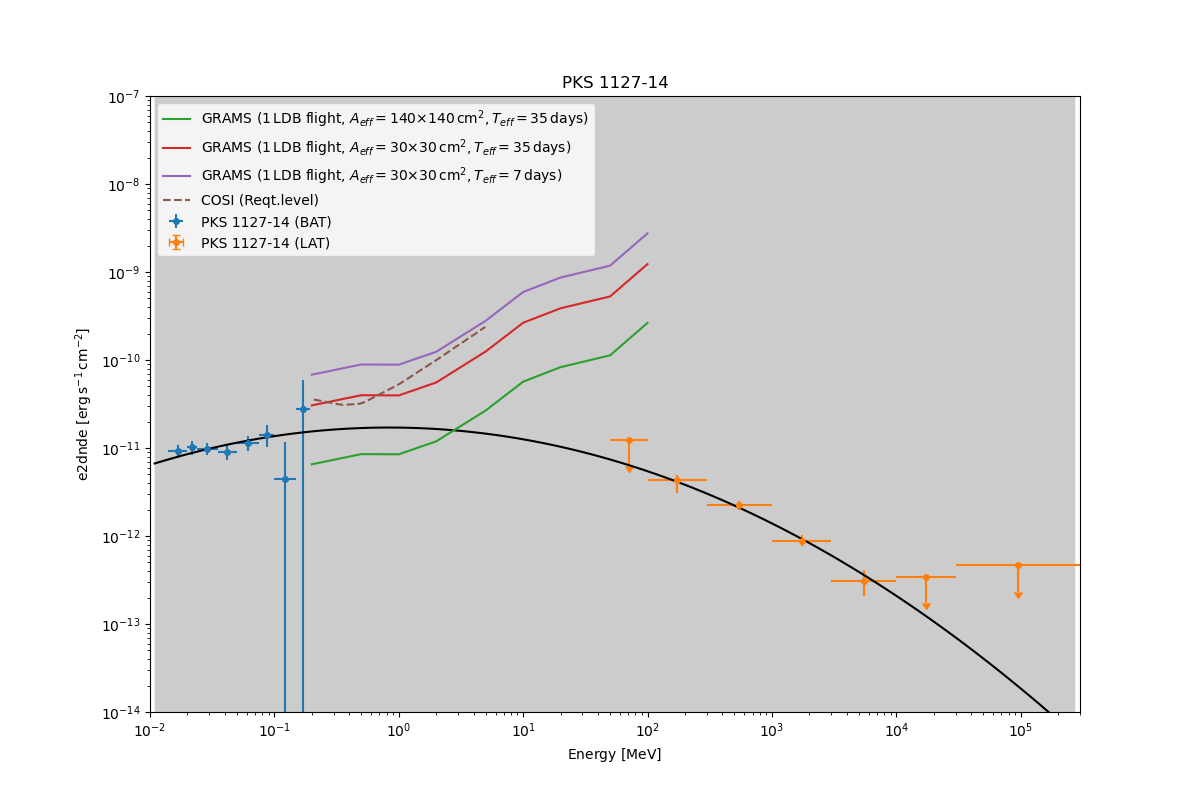 PKS 1127-14
GRAMS (1 LDB flight, A_eff = 140×140 cm², T_eff = 35 days)
GRAMS (1 LDB flight, A_eff = 30×30 cm², T_eff = 35 days)
GRAMS (1 LDB flight, A_eff = 30×30 cm², T_eff = 7 days)
COSI (Reqt.level)
PKS 1127-14 (BAT)
PKS 1127-14 (LAT)
e2dnde [erg s⁻¹ cm⁻²]
10⁻⁷
10⁻⁸
10⁻⁹
10⁻¹⁰
10⁻¹¹
10⁻¹²
10⁻¹³
10⁻¹⁴
10⁻² 10⁻¹ 10⁰ 10¹ 10² 10³ 10⁴ 10⁵
Energy [MeV]